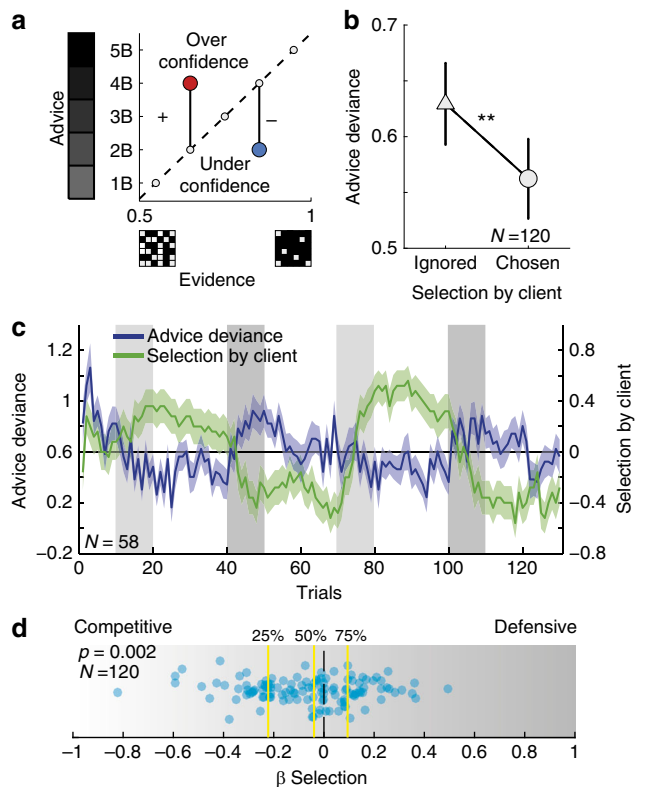 a
Over
confidence
5B
4B
3B
2B
1B
Advice
+
–
Under
confidence
0.5
1
Evidence
b
0.7
0.6
0.5
Advice deviance
**
N =120
Ignored
Chosen
Selection by client
c
Advice deviance
Selection by client
1.2
1
0.6
0.2
–0.2
Advice deviance
0.8
0.4
0
–0.4
–0.8
Selection by client
N = 58
0 20 40 60 80 100 120
Trials
d
Competitive
25% 50% 75%
Defensive
p = 0.002
N =120
–1 –0.8 –0.6 –0.4 –0.2 0 0.2 0.4 0.6 0.8 1
β Selection